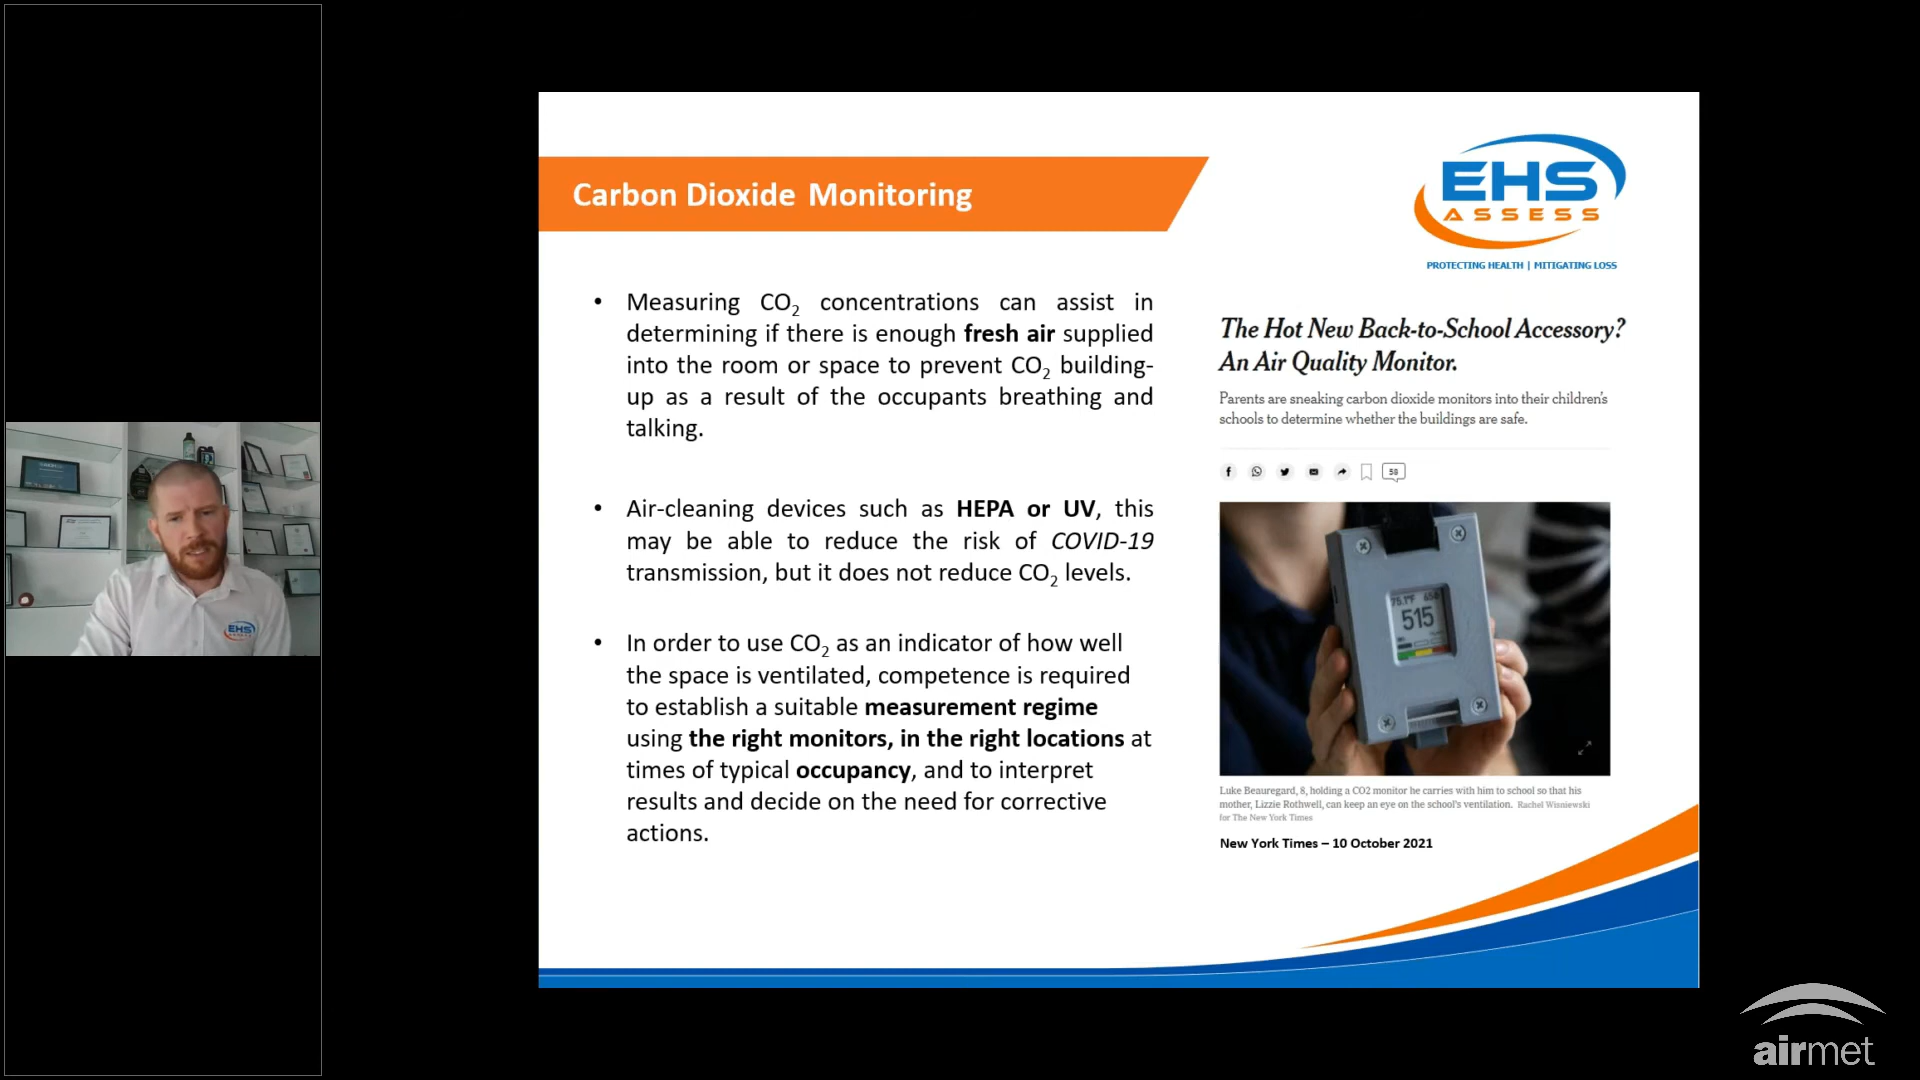 Carbon Dioxide Monitoring
EHS
ASSESS
PROTECTING HEALTH | MITIGATING LOSS
• Measuring CO2 concentrations can assist in
determining if there is enough fresh air supplied
into the room or space to prevent CO2 building-
up as a result of the occupants breathing and
talking.
• Air-cleaning devices such as HEPA or UV, this
may be able to reduce the risk of COVID-19
transmission, but it does not reduce CO2 levels.
• In order to use CO2 as an indicator of how well
the space is ventilated, competence is required
to establish a suitable measurement regime
using the right monitors, in the right locations at
times of typical occupancy, and to interpret
results and decide on the need for corrective
actions.
The Hot New Back-to-School Accessory?
An Air Quality Monitor.
Parents are sneaking carbon dioxide monitors into their children's
schools to determine whether the buildings are safe.
59
75.1°F
515
Luke Beauregard, 8, holding a CO2 monitor he carries with him to school so that his
mother, Lizzie Rothwell, can keep an eye on the school's ventilation. Rachel Wisniewski
for The New York Times
New York Times – 10 October 2021
EHS
airmet